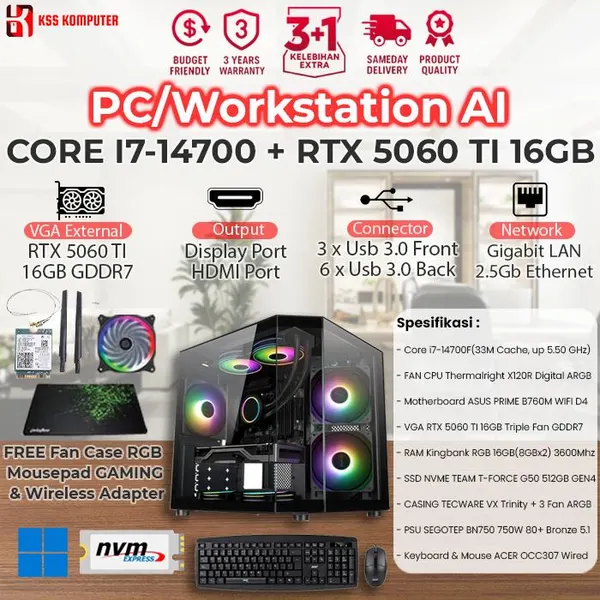 KSS KOMPUTER
BUDGET
FRIENDLY
3
3 YEARS
WARRANTY
3+1
KELEBIHAN
EXTRA
SAMEDAY
DELIVERY
PRODUCT
QUALITY
PC/Workstation AI
CORE I7-14700 + RTX 5060 TI 16GB
VGA External
RTX 5060 TI
16GB GDDR7
Output
Display Port
HDMI Port
Connector
3 x Usb 3.0 Front
6 x Usb 3.0 Back
Network
Gigabit LAN
2.5Gb Ethernet
FREE Fan Case RGB
Mousepad GAMING
& Wireless Adapter
Spesifikasi :
- Core i7-14700F(33M Cache, up 5.50 GHz)
- FAN CPU Thermalright X120R Digital ARGB
- Motherboard ASUS PRIME B760M WIFI D4
- VGA RTX 5060 TI 16GB Triple Fan GDDR7
- RAM Kingbank RGB 16GB(8GBx2) 3600Mhz
- SSD NVME TEAM T-FORCE G50 512GB GEN4
- CASING TECWARE VX Trinity + 3 Fan ARGB
- PSU SEGOTEP BN750 750W 80+ Bronze 5.1
- Keyboard & Mouse ACER OCC307 Wired
nvm
EXPRESS